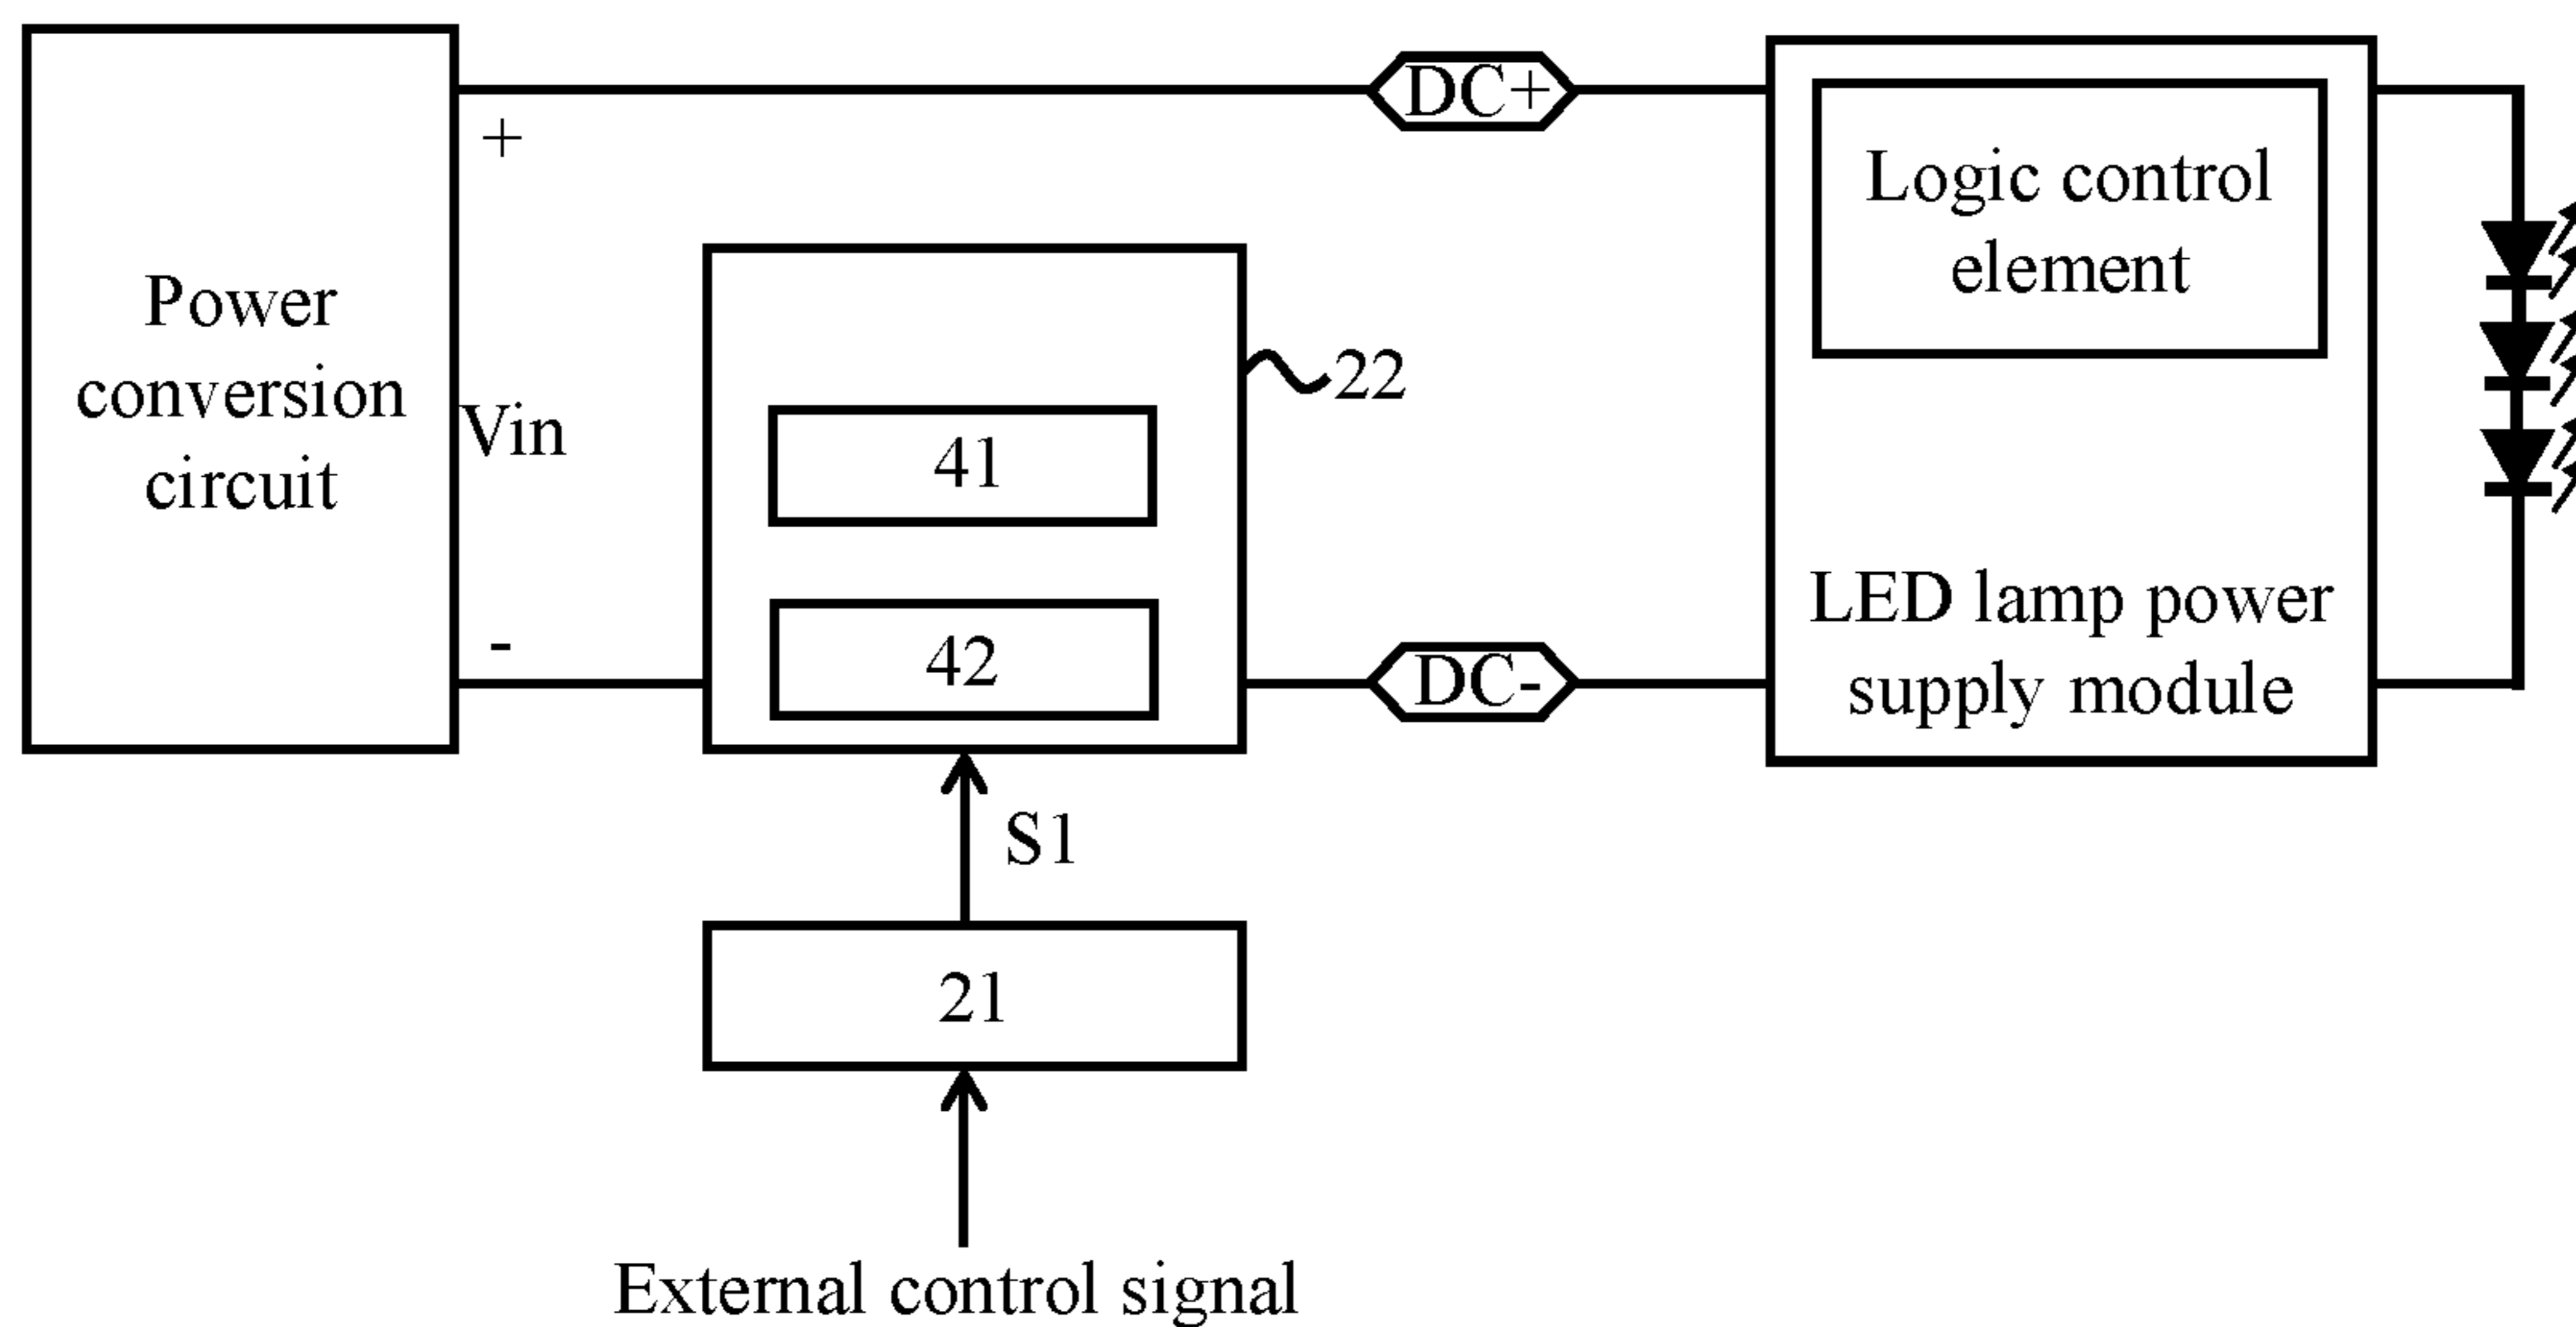 Power
conversion
circuit
+
Vin
-
DC+
Logic control
element
22
41
42
DC-
LED lamp power
supply module
S1
21
External control signal